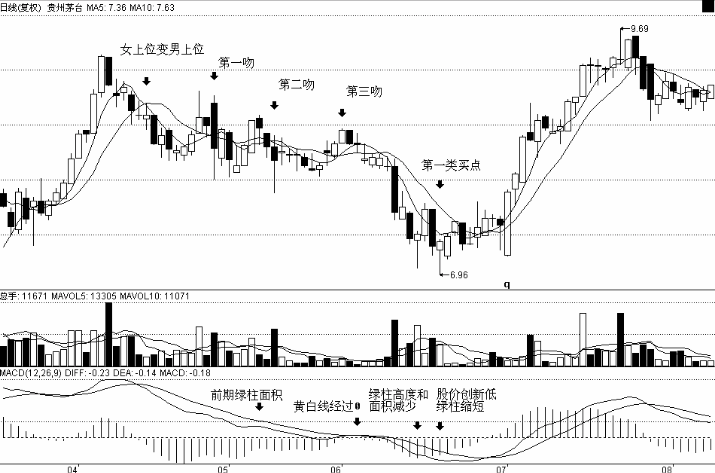 日线(复权) 贵州茅台 MA5: 7.36 MA10: 7.63
9.69
女上位变男上位
第一吻
第二吻
第三吻
第一类买点
6.96
q
总手: 11671 MAVOL5: 13305 MAVOL10: 11071
MACD(12,26,9) DIFF: -0.23 DEA: -0.14 MACD: -0.18
前期绿柱面积
黄白线经过0
绿柱高度和
面积减少
股价创新低
绿柱缩短
04 05 06 07 08